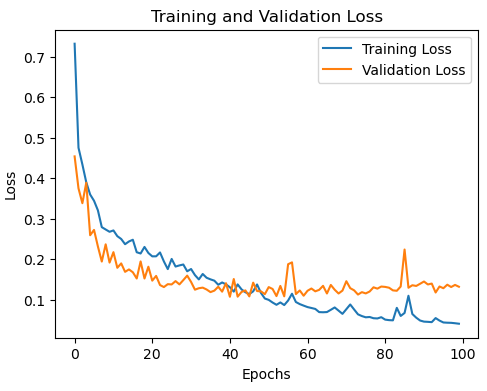 Training and Validation Loss
Training Loss
Validation Loss
0.7
0.6
0.5
0.4
0.3
0.2
0.1
Loss
0 20 40 60 80 100
Epochs